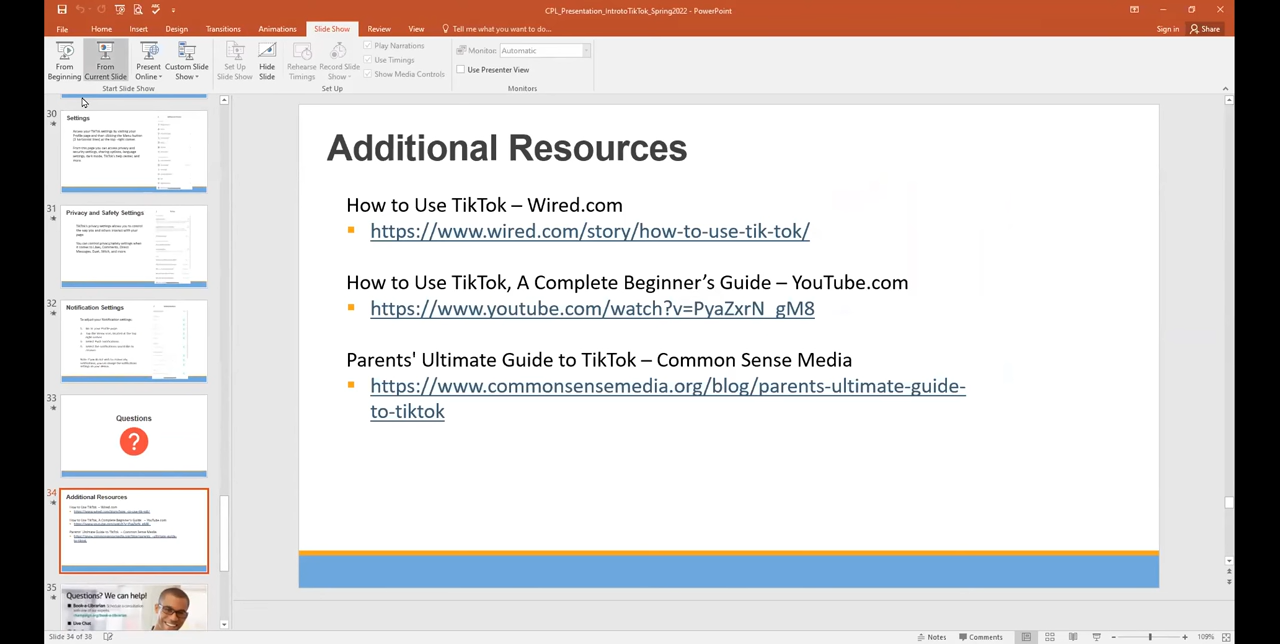 CPL_Presentation_IntrotoTikTok_Spring2022 - PowerPoint
File Home Insert Design Transitions Animations Slide Show Review View Tell me what you want to do... Sign in Share
From Beginning
From Current Slide
Present Online
Custom Slide Show
Set Up Slide Show
Hide Slide
Rehearse Timings
Record Slide Show
Play Narrations
Use Timings
Show Media Controls
Monitor: Automatic
Use Presenter View
Start Slide Show
Set Up
Monitors
30
Settings
31
Privacy and Safety Settings
32
Notification Settings
33
Questions
?
34
Additional Resources
35
Questions? We can help!
Book-a-Librarian:
Live Chat
Additional Resources
How to Use TikTok – Wired.com
https://www.wired.com/story/how-to-use-tik-tok/
How to Use TikTok, A Complete Beginner’s Guide – YouTube.com
https://www.youtube.com/watch?v=PyaZxrN_gM8
Parents' Ultimate Guide to TikTok – Common Sense Media
https://www.commonsensemedia.org/blog/parents-ultimate-guide-
to-tiktok
Slide 34 of 38
Notes
Comments
109%